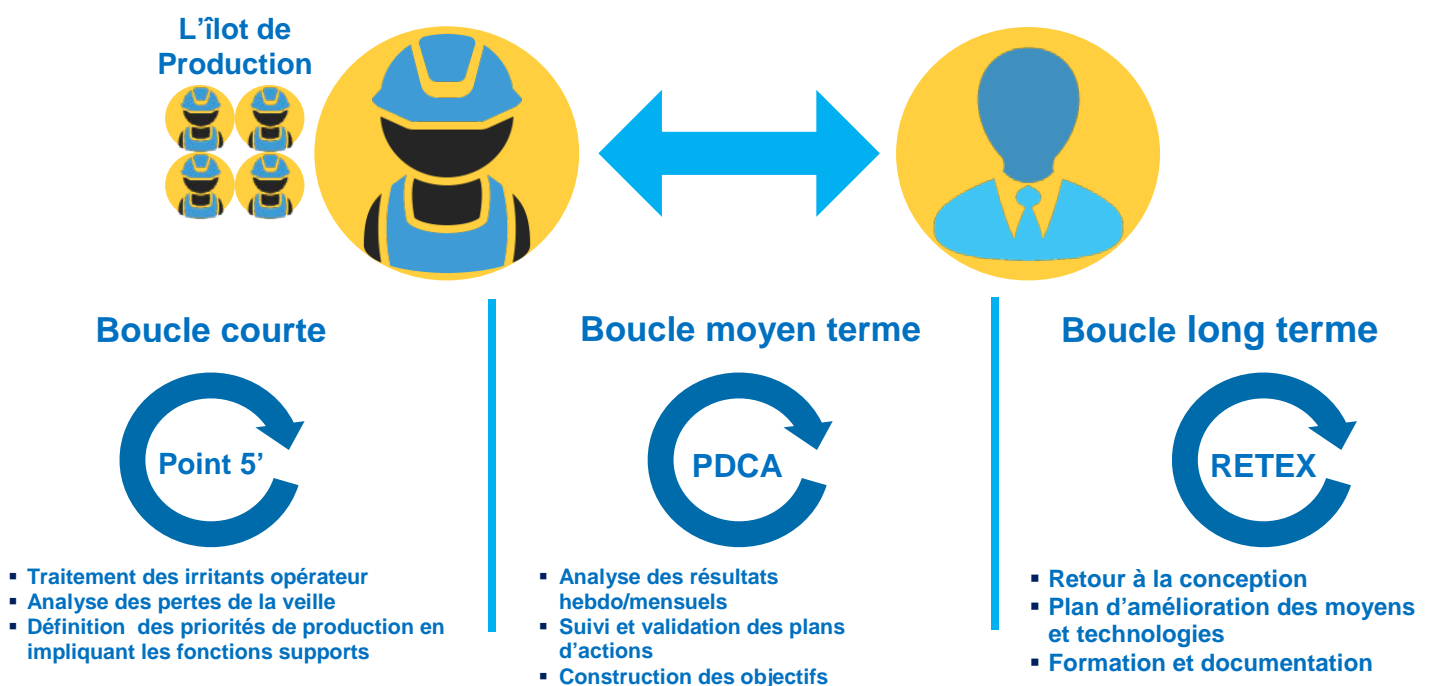 L’îlot de
Production
Boucle courte
Point 5’
▪ Traitement des irritants opérateur
▪ Analyse des pertes de la veille
▪ Définition  des priorités de production en
impliquant les fonctions supports
Boucle moyen terme
PDCA
▪ Analyse des résultats
hebdo/mensuels
▪ Suivi et validation des plans
d’actions
▪ Construction des objectifs
Boucle long terme
RETEX
▪ Retour à la conception
▪ Plan d’amélioration des moyens
et technologies
▪ Formation et documentation